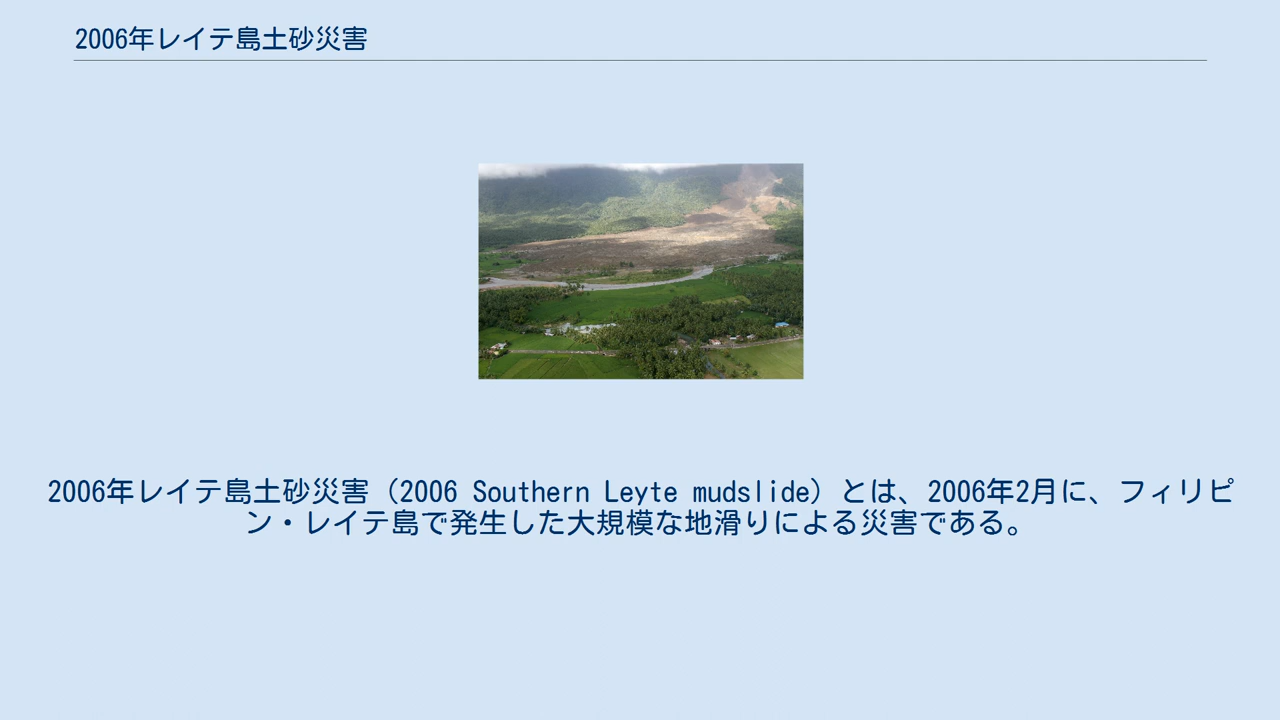 2006年レイテ島土砂災害
2006年レイテ島土砂災害（2006 Southern Leyte mudslide）とは、2006年2月に、フィリピ
ン・レイテ島で発生した大規模な地滑りによる災害である。